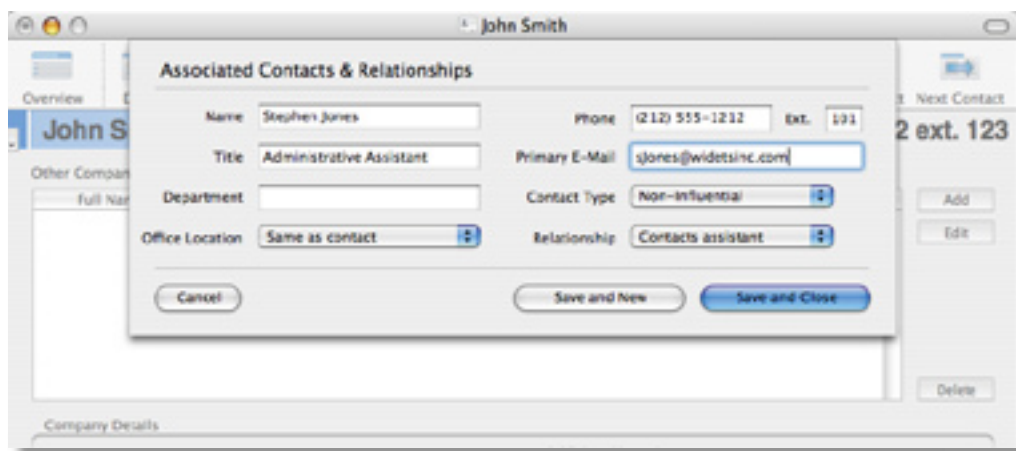 John Smith
Associated Contacts & Relationships
Overview
Next Contact
Name Stephen Jones Phone (212) 555-1212 Ext. 101
John S 2 ext. 123
Title Administrative Assistant Primary E-Mail sjones@widetsinc.com
Other Compan
Full Nar Department Contact Type Non-Influential Add
Office Location Same as contact Relationship Contacts assistant Edit
Cancel Save and New Save and Close
Delete
Company Details